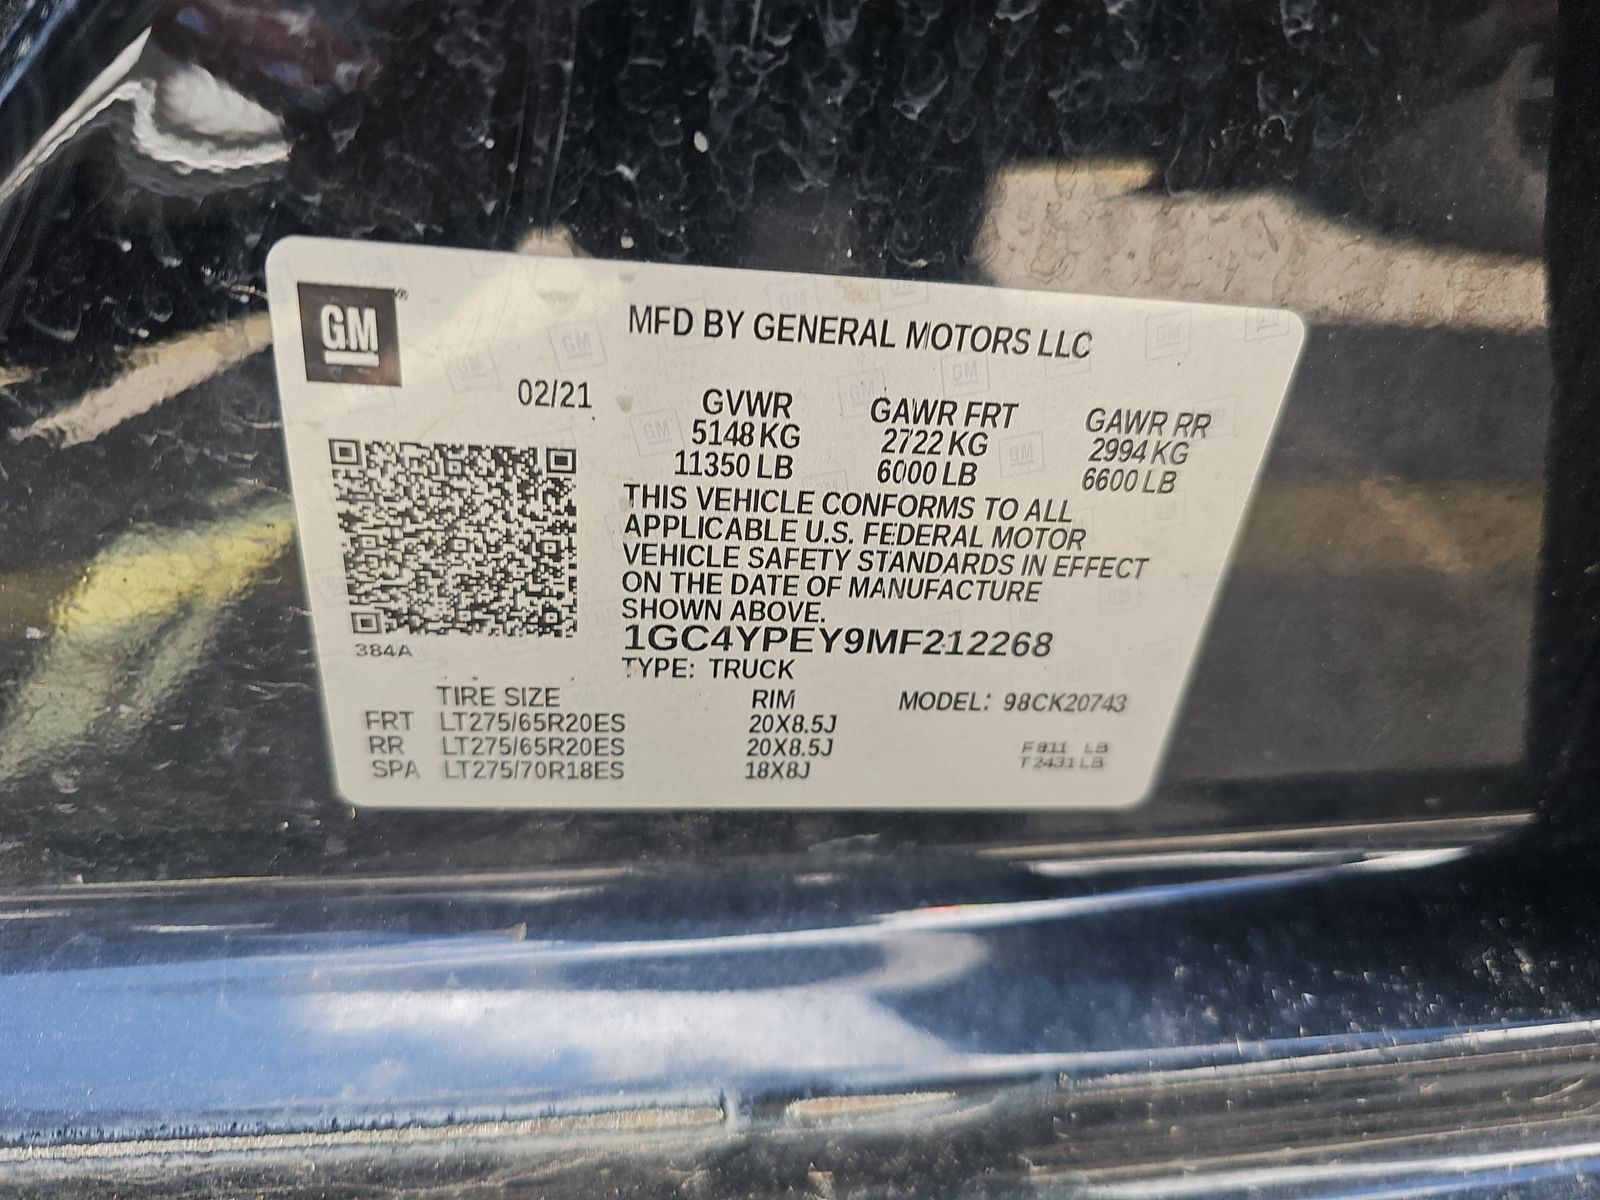 GM
MFD BY GENERAL MOTORS LLC
02/21
GVWR GAWR FRT GAWR RR
5148 KG 2722 KG 2994 KG
11350 LB 6000 LB 6600 LB
THIS VEHICLE CONFORMS TO ALL
APPLICABLE U.S. FEDERAL MOTOR
VEHICLE SAFETY STANDARDS IN EFFECT
ON THE DATE OF MANUFACTURE
SHOWN ABOVE.
1GC4YPEY9MF212268
384A
TYPE: TRUCK
TIRE SIZE RIM MODEL: 98CK20743
FRT LT275/65R20ES 20X8.5J
RR LT275/65R20ES 20X8.5J
SPA LT275/70R18ES 18X8J
F811 LB
T2431LB